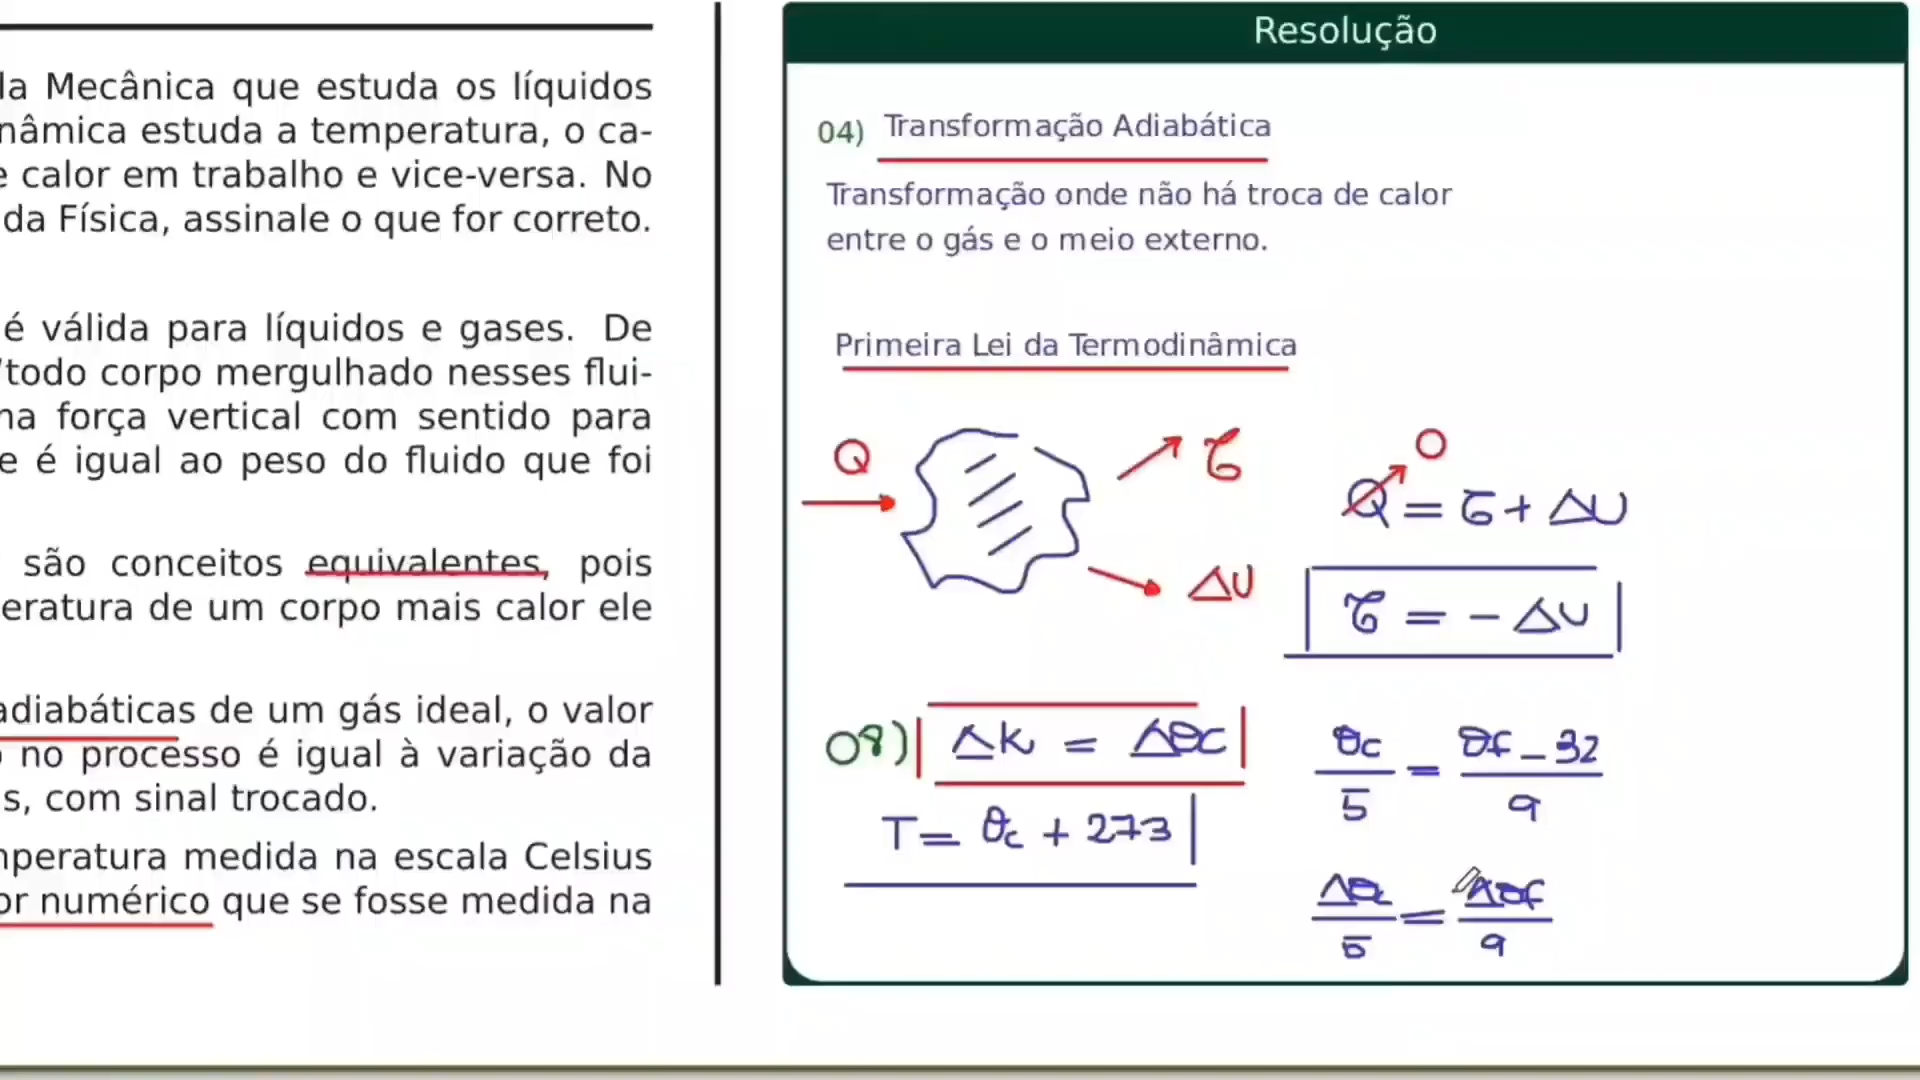 la Mecânica que estuda os líquidos
nâmica estuda a temperatura, o ca-
e calor em trabalho e vice-versa. No
da Física, assinale o que for correto.
é válida para líquidos e gases. De
"todo corpo mergulhado nesses flui-
ma força vertical com sentido para
e é igual ao peso do fluido que foi
são conceitos equivalentes, pois
peratura de um corpo mais calor ele
adiabáticas de um gás ideal, o valor
no processo é igual à variação da
s, com sinal trocado.
mperatura medida na escala Celsius
or numérico que se fosse medida na
Resolução
04) Transformação Adiabática
Transformação onde não há troca de calor
entre o gás e o meio externo.
Primeira Lei da Termodinâmica
Q
τ
ΔU
0
Q = τ + ΔU
τ = - ΔU
08) ΔK = Δθc
T = θc + 273
θc/5 = θf - 32/9
Δθc/5 = Δθf/9